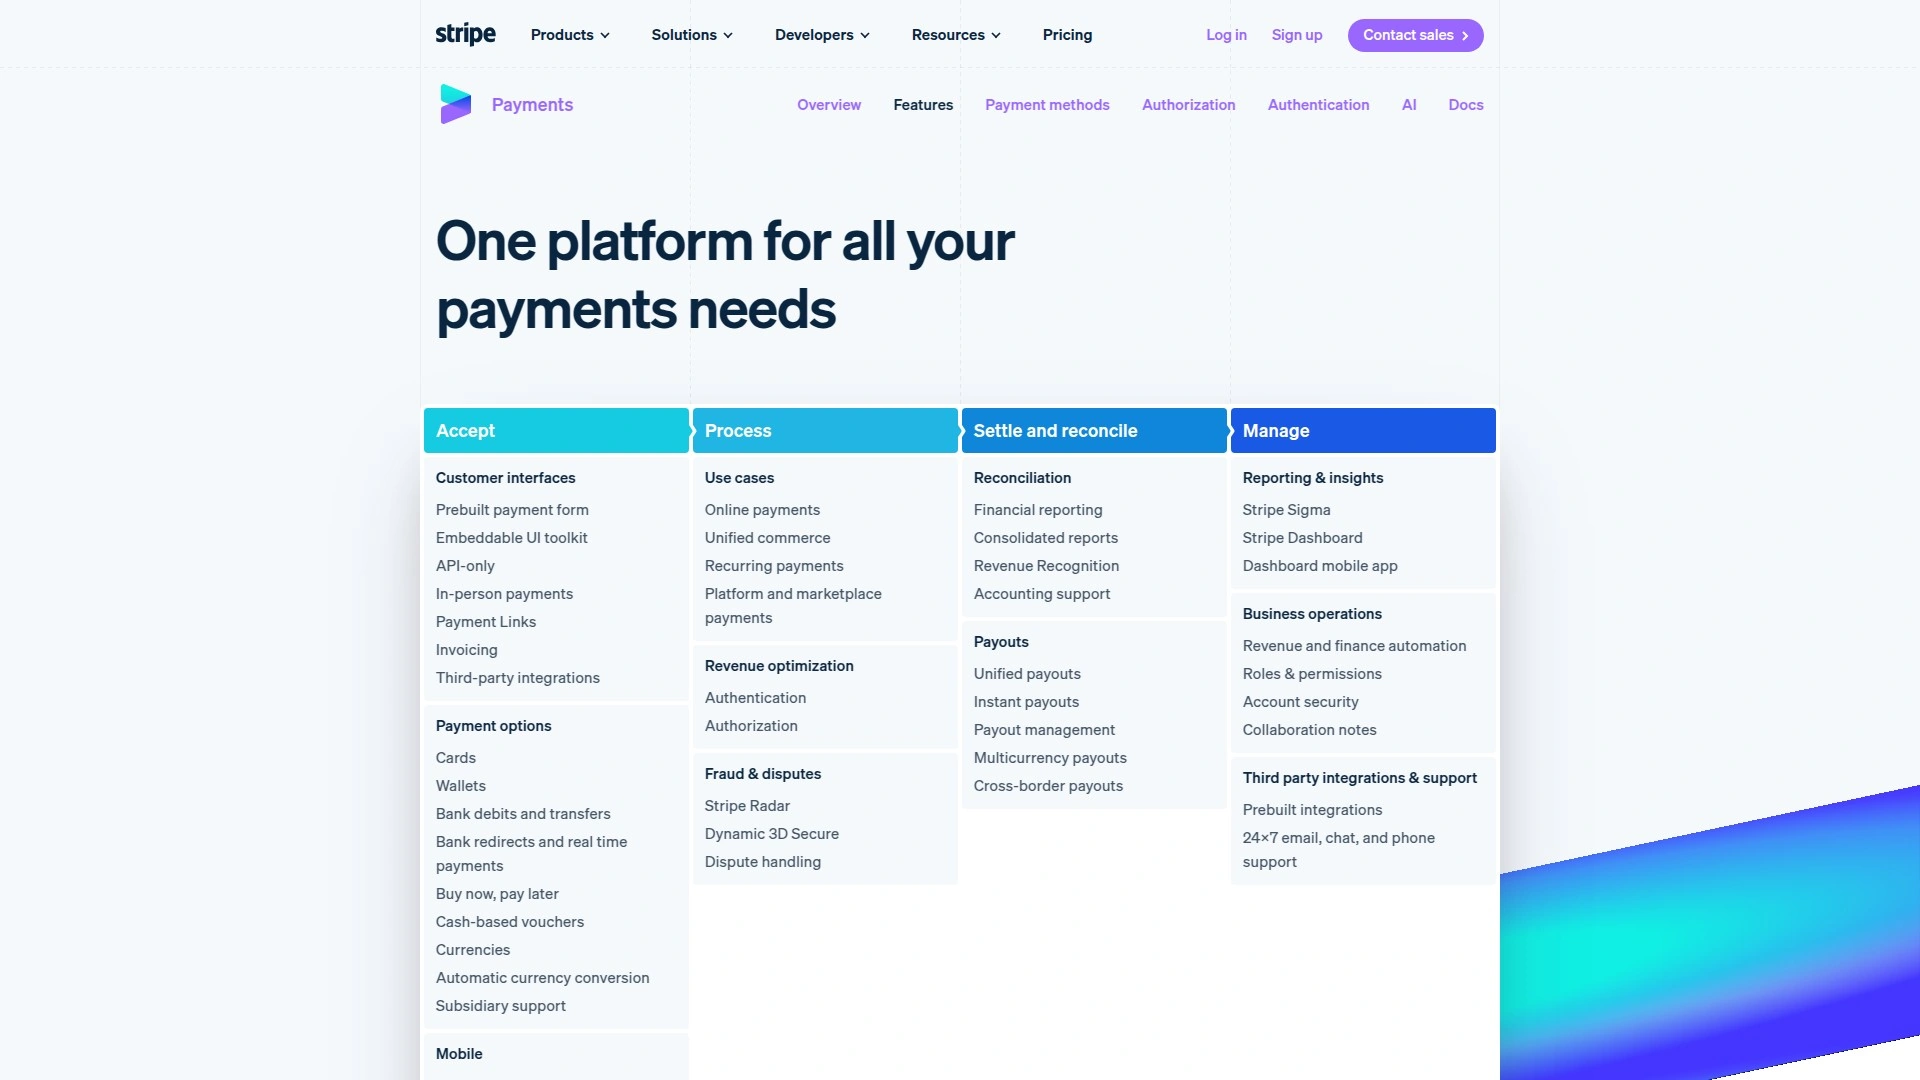 stripe
Products
Solutions
Developers
Resources
Pricing
Log in
Sign up
Contact sales
Payments
Overview
Features
Payment methods
Authorization
Authentication
AI
Docs
One platform for all your
payments needs
Accept
Customer interfaces
Prebuilt payment form
Embeddable UI toolkit
API-only
In-person payments
Payment Links
Invoicing
Third-party integrations
Payment options
Cards
Wallets
Bank debits and transfers
Bank redirects and real time
payments
Buy now, pay later
Cash-based vouchers
Currencies
Automatic currency conversion
Subsidiary support
Mobile
Process
Use cases
Online payments
Unified commerce
Recurring payments
Platform and marketplace
payments
Revenue optimization
Authentication
Authorization
Fraud & disputes
Stripe Radar
Dynamic 3D Secure
Dispute handling
Settle and reconcile
Reconciliation
Financial reporting
Consolidated reports
Revenue Recognition
Accounting support
Payouts
Unified payouts
Instant payouts
Payout management
Multicurrency payouts
Cross-border payouts
Manage
Reporting & insights
Stripe Sigma
Stripe Dashboard
Dashboard mobile app
Business operations
Revenue and finance automation
Roles & permissions
Account security
Collaboration notes
Third party integrations & support
Prebuilt integrations
24×7 email, chat, and phone
support